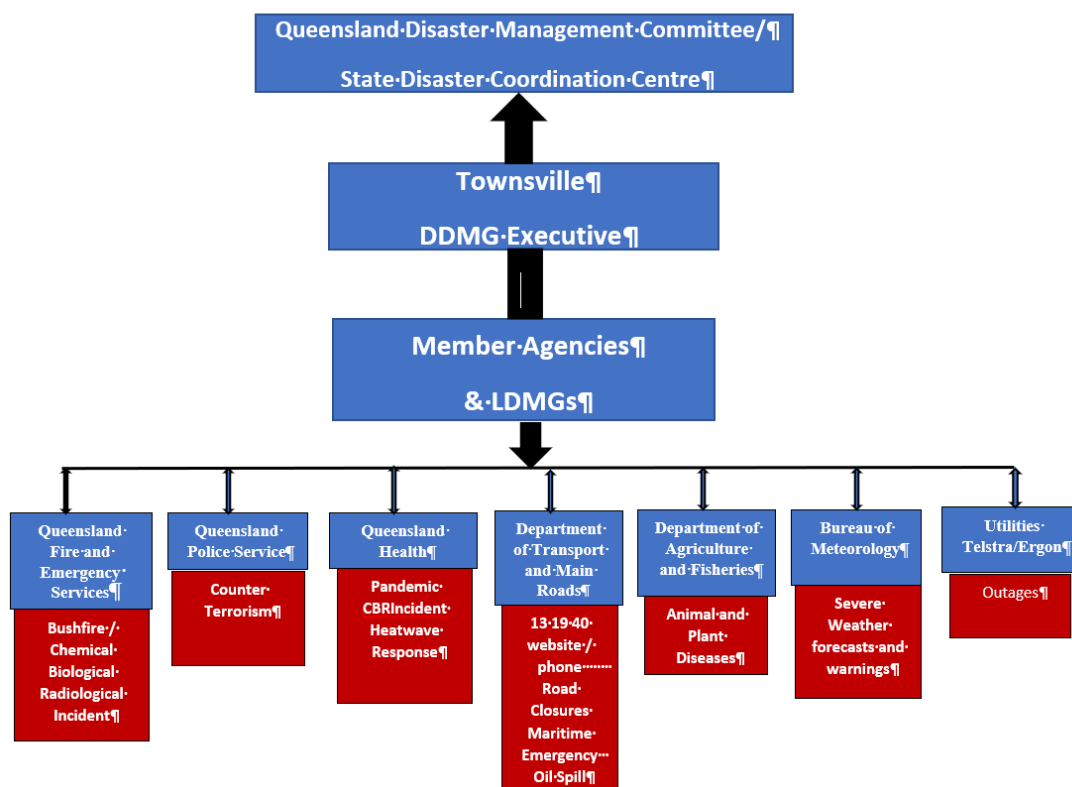 Queensland·Disaster·Management·Committee/¶
State·Disaster·Coordination·Centre¶
Townsville¶
DDMG·Executive¶
Member·Agencies¶
&·LDMGs¶
Queensland·
Fire·and·
Emergency·
Services¶
Bushfire·/·
Chemical·
Biological·
Radiological·
Incident¶
Queensland·
Police·Service¶
Counter·
Terrorism¶
Queensland·
Health¶
Pandemic·
CBRIncident·
Heatwave·
Response¶
Department·
of·Transport·
and·Main·
Roads¶
13·19·40·
website·/·
phone········
Road·
Closures·
Maritime·
Emergency···
Oil·Spill¶
Department·of·
Agriculture·
and·Fisheries¶
Animal·and·
Plant·
Diseases¶
Bureau·of·
Meteorology¶
Severe·
Weather·
forecasts·and·
warnings¶
Utilities·
Telstra/Ergon¶
Outages¶